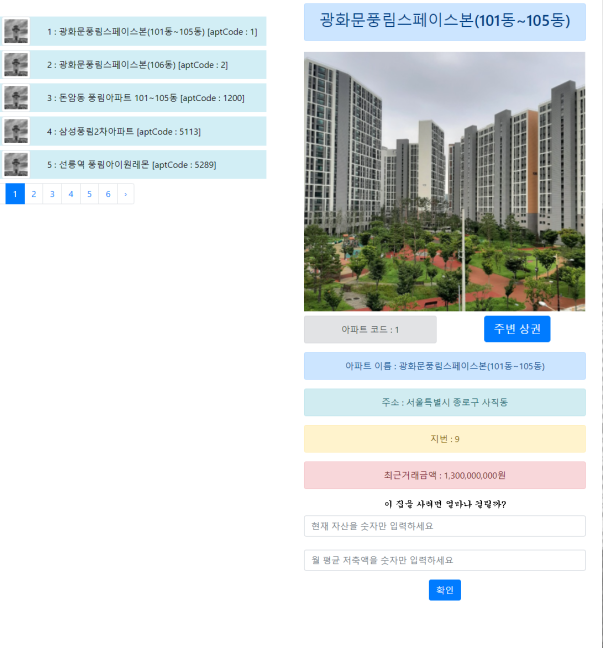 1 : 광화문풍림스페이스본(101동~105동) [aptCode : 1]
2 : 광화문풍림스페이스본(106동) [aptCode : 2]
3 : 돈암동 풍림아파트 101~105동 [aptCode : 1200]
4 : 삼성풍림2차아파트 [aptCode : 5113]
5 : 선릉역 풍림아이원레몬 [aptCode : 5289]
1 2 3 4 5 6 ›
광화문풍림스페이스본(101동~105동)
아파트 코드 : 1
주변 상권
아파트 이름 : 광화문풍림스페이스본(101동~105동)
주소 : 서울특별시 종로구 사직동
지번 : 9
최근거래금액 : 1,300,000,000원
이 집을 사려면 얼마나 걸릴까?
현재 자산을 숫자만 입력하세요
월 평균 저축액을 숫자만 입력하세요
확인